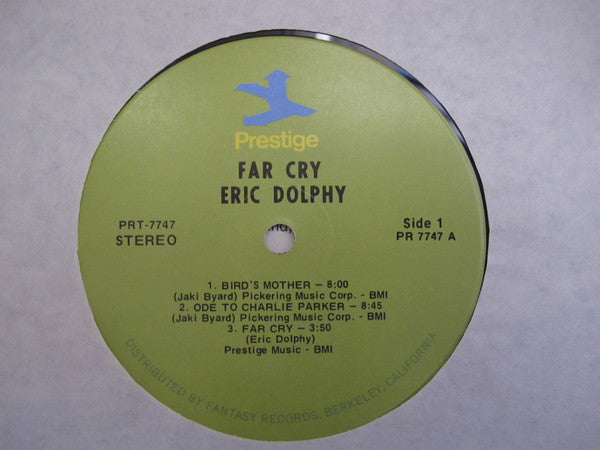 Prestige
FAR CRY
ERIC DOLPHY
PRT-7747
STEREO
Side 1
PR 7747 A
1. BIRD'S MOTHER – 8:00
(Jaki Byard) Pickering Music Corp. - BMI
2. ODE TO CHARLIE PARKER – 8:45
(Jaki Byard) Pickering Music Corp. - BMI
3. FAR CRY – 3:50
(Eric Dolphy)
Prestige Music - BMI
DISTRIBUTED BY FANTASY RECORDS, BERKELEY, CALIFORNIA